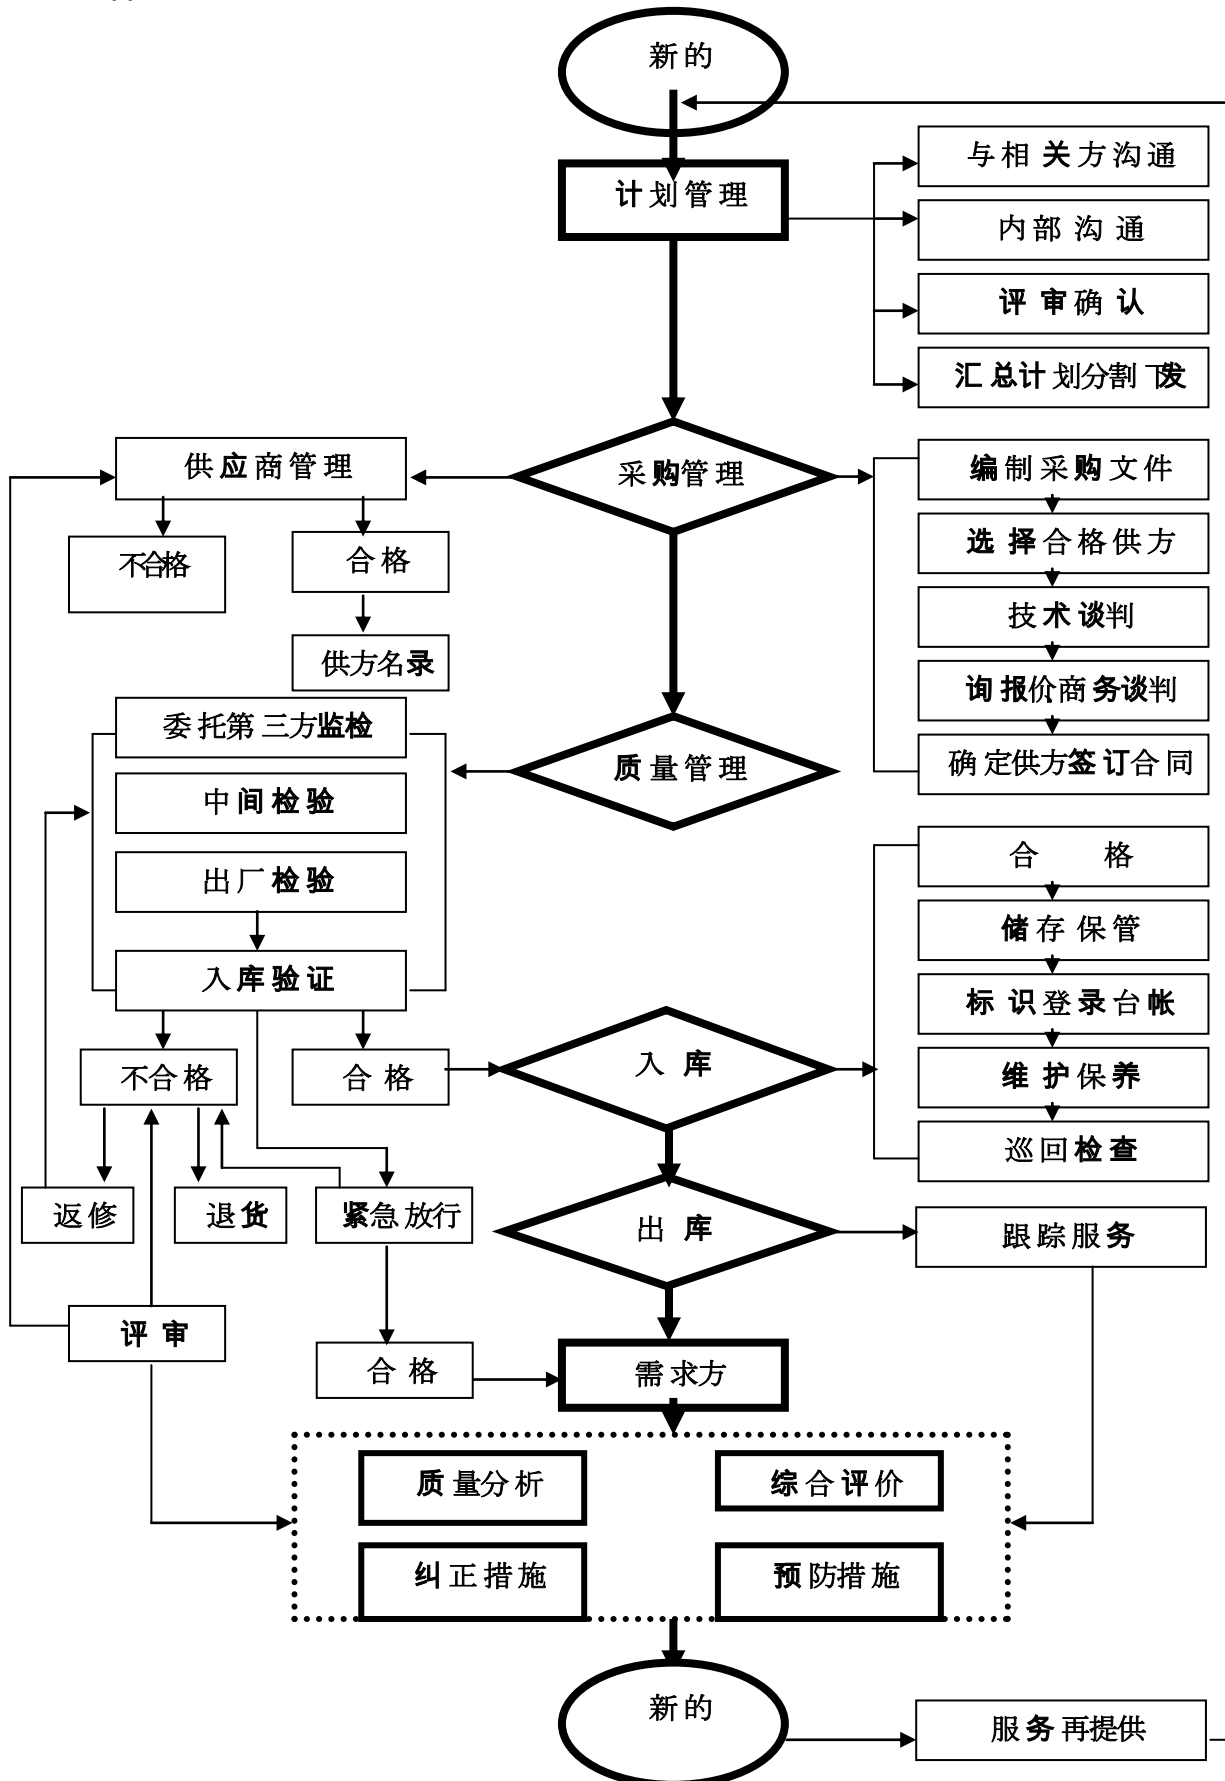 新的
计划管理
与相关方沟通
内部沟通
评审确认
汇总计划分割下发
供应商管理
采购管理
编制采购文件
不合格
合格
选择合格供方
技术谈判
供方名录
询报价商务谈判
委托第三方监检
质量管理
确定供方签订合同
中间检验
出厂检验
合格
储存保管
入库验证
标识登录台帐
不合格
合格
入库
维护保养
巡回检查
返修
退货
紧急放行
出库
跟踪服务
评审
合格
需求方
质量分析
综合评价
纠正措施
预防措施
新的
服务再提供